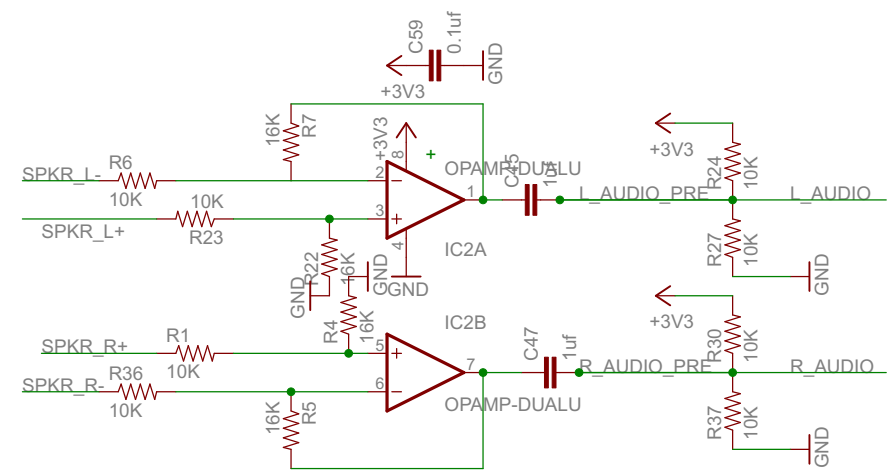 C59
0.1uf
GND
+3V3
16K
R7
+3V3
8
OPAMP-DUALU
C45
1uf
+3V3
R24
10K
SPKR_L-
R6
10K
2
1
L_AUDIO_PRE
L_AUDIO
10K
R23
3
SPKR_L+
4
IC2A
R27
10K
GND
R22
16K
GND
GND
GND
R4
16K
IC2B
C47
1uf
+3V3
R30
10K
SPKR_R+
R1
10K
5
7
R_AUDIO_PRE
R_AUDIO
SPKR_R-
R36
10K
6
OPAMP-DUALU
16K
R5
R37
10K
GND